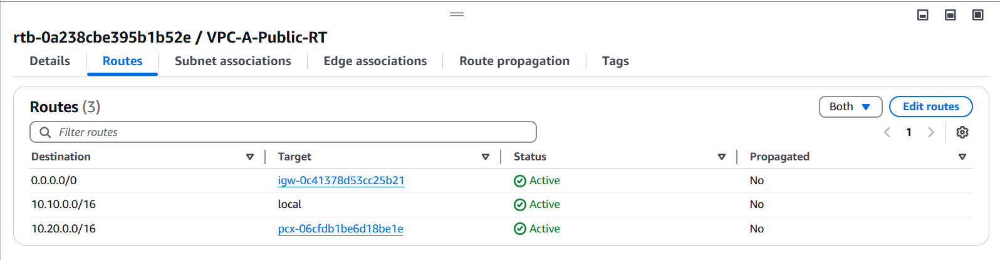 rtb-0a238cbe395b1b52e / VPC-A-Public-RT
Details Routes Subnet associations Edge associations Route propagation Tags
Routes (3) Both Edit routes
Filter routes 1
Destination Target Status Propagated
0.0.0.0/0 igw-0c41378d53cc25b21 Active No
10.10.0.0/16 local Active No
10.20.0.0/16 pcx-06cfdb1be6d18be1e Active No